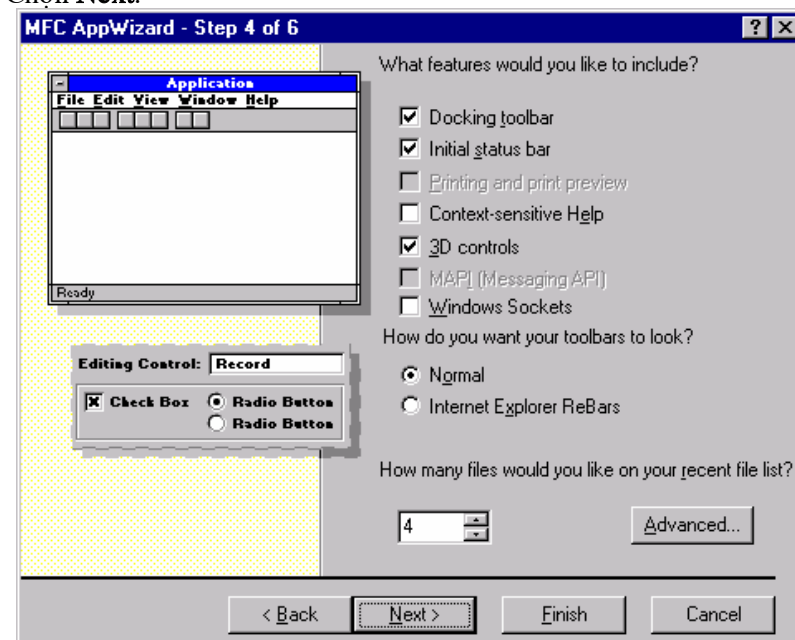 Chọn Next.
MFC AppWizard - Step 4 of 6
What features would you like to include?
Application
File Edit View Window Help
Docking toolbar
Initial status bar
Printing and print preview
Context-sensitive Help
3D controls
MAPI (Messaging API)
Ready
Windows Sockets
How do you want your toolbars to look?
Editing Control: Record
Normal
Check Box Radio Button
Radio Button
Internet Explorer ReBars
How many files would you like on your recent file list?
4
Advanced...
< Back
Next >
Finish
Cancel